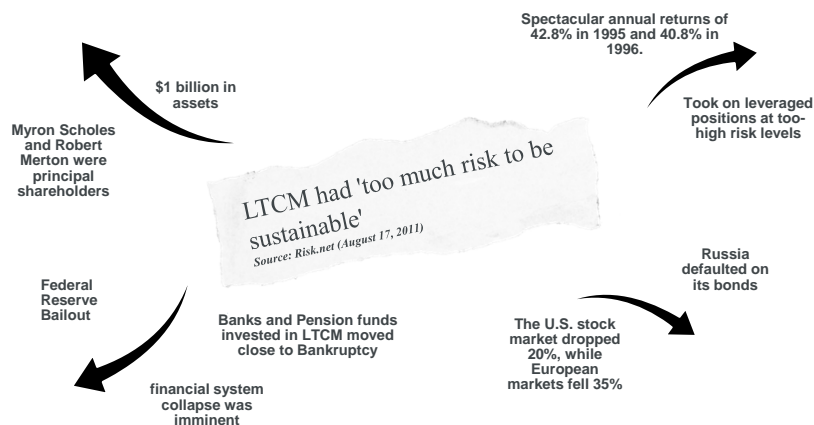 Spectacular annual returns of
42.8% in 1995 and 40.8% in
1996.
$1 billion in
assets
Took on leveraged
positions at too-
high risk levels
Myron Scholes
and Robert
Merton were
principal
shareholders
LTCM had 'too much risk to be
sustainable'
Source: Risk.net (August 17, 2011)
Russia
defaulted on
its bonds
Federal
Reserve
Bailout
Banks and Pension funds
invested in LTCM moved
close to Bankruptcy
The U.S. stock
market dropped
20%, while
European
markets fell 35%
financial system
collapse was
imminent